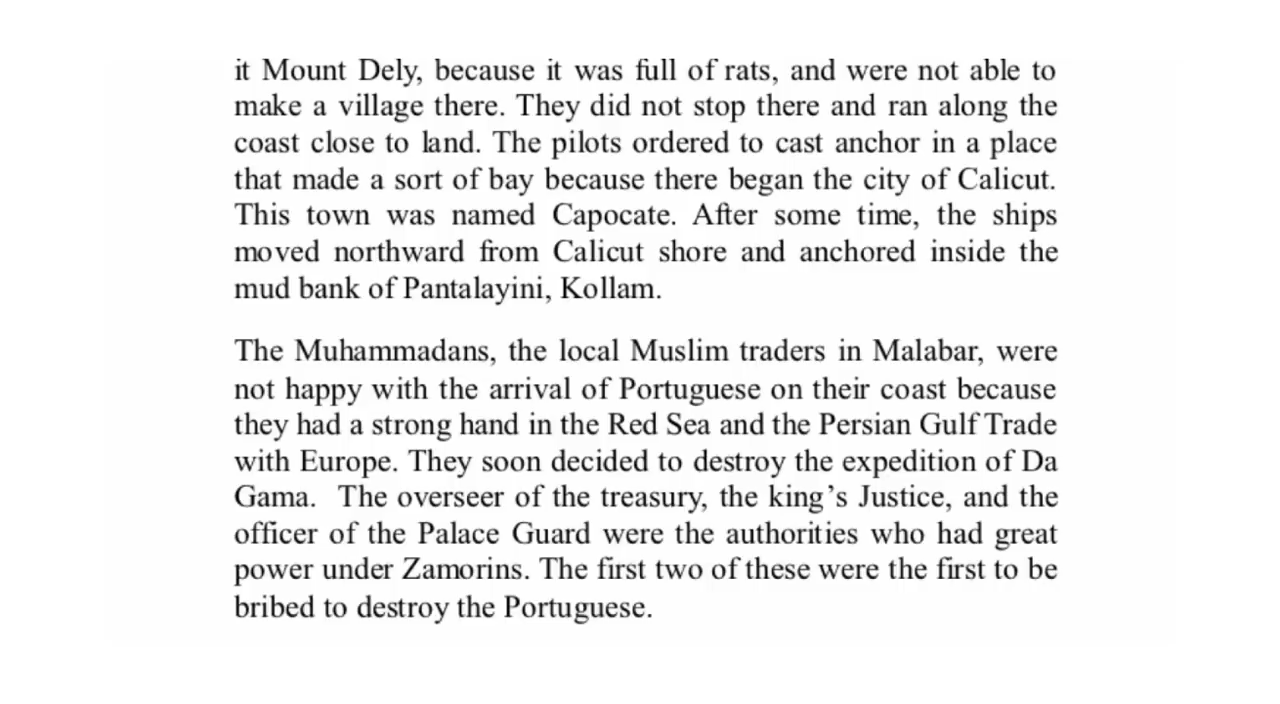 it Mount Dely, because it was full of rats, and were not able to
make a village there. They did not stop there and ran along the
coast close to land. The pilots ordered to cast anchor in a place
that made a sort of bay because there began the city of Calicut.
This town was named Capocate. After some time, the ships
moved northward from Calicut shore and anchored inside the
mud bank of Pantalayini, Kollam.
The Muhammadans, the local Muslim traders in Malabar, were
not happy with the arrival of Portuguese on their coast because
they had a strong hand in the Red Sea and the Persian Gulf Trade
with Europe. They soon decided to destroy the expedition of Da
Gama. The overseer of the treasury, the king’s Justice, and the
officer of the Palace Guard were the authorities who had great
power under Zamorins. The first two of these were the first to be
bribed to destroy the Portuguese.